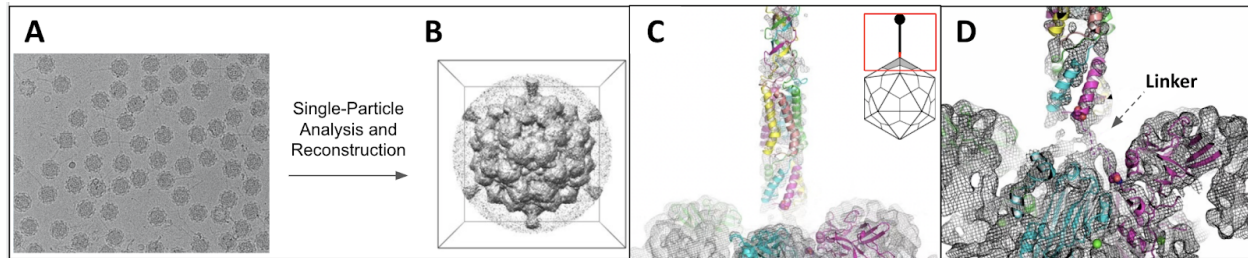 A
Single-Particle
Analysis and
Reconstruction
B
C
D
Linker